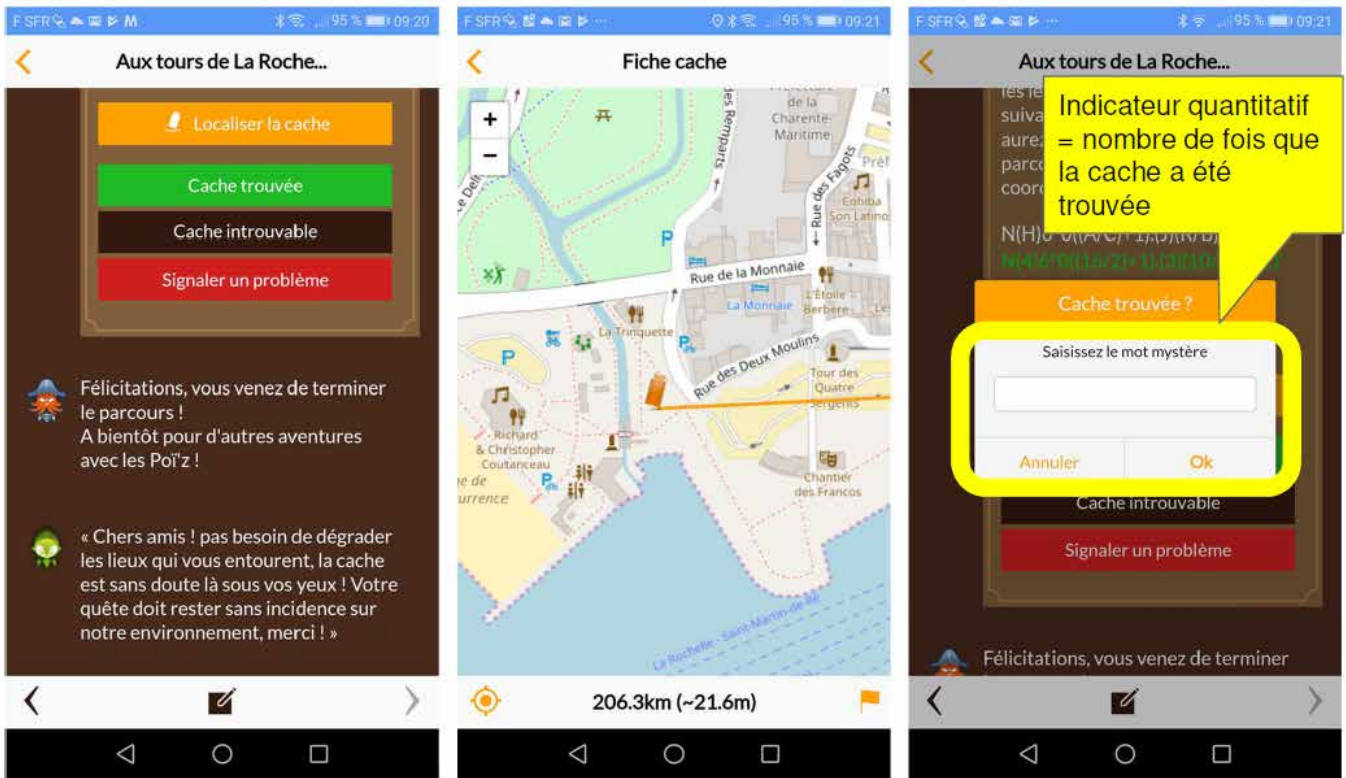 F SFR 95 % 09:20
Aux tours de La Roche...
Localiser la cache
Cache trouvée
Cache introuvable
Signaler un problème
Félicitations, vous venez de terminer
le parcours !
A bientôt pour d'autres aventures
avec les Poï'z !
« Chers amis ! pas besoin de dégrader
les lieux qui vous entourent, la cache
est sans doute là sous vos yeux ! Votre
quête doit rester sans incidence sur
notre environnement, merci ! »
F SFR 95 % 09:21
Fiche cache
+
−
de la
Charente-
Maritime
des Remparts
Rue des Fagots
Préf
Cohiba
Son Latino
P
Rue de la Monnaie
La Monnaie
L'Étoile
Berbère
La Trinquette
P
P
Rue des Deux Moulins
Tour des
Quatre
Sergents
Richard
& Christopher
Coutanceau
P
Chantier
des Francos
La Rochelle - Saint-Martin-de-Ré
206.3km (~21.6m)
F SFR 95 % 09:21
Aux tours de La Roche...
Indicateur quantitatif
= nombre de fois que
la cache a été
trouvée
Cache trouvée ?
Saisissez le mot mystère
Annuler
Ok
Cache introuvable
Signaler un problème
Félicitations, vous venez de terminer